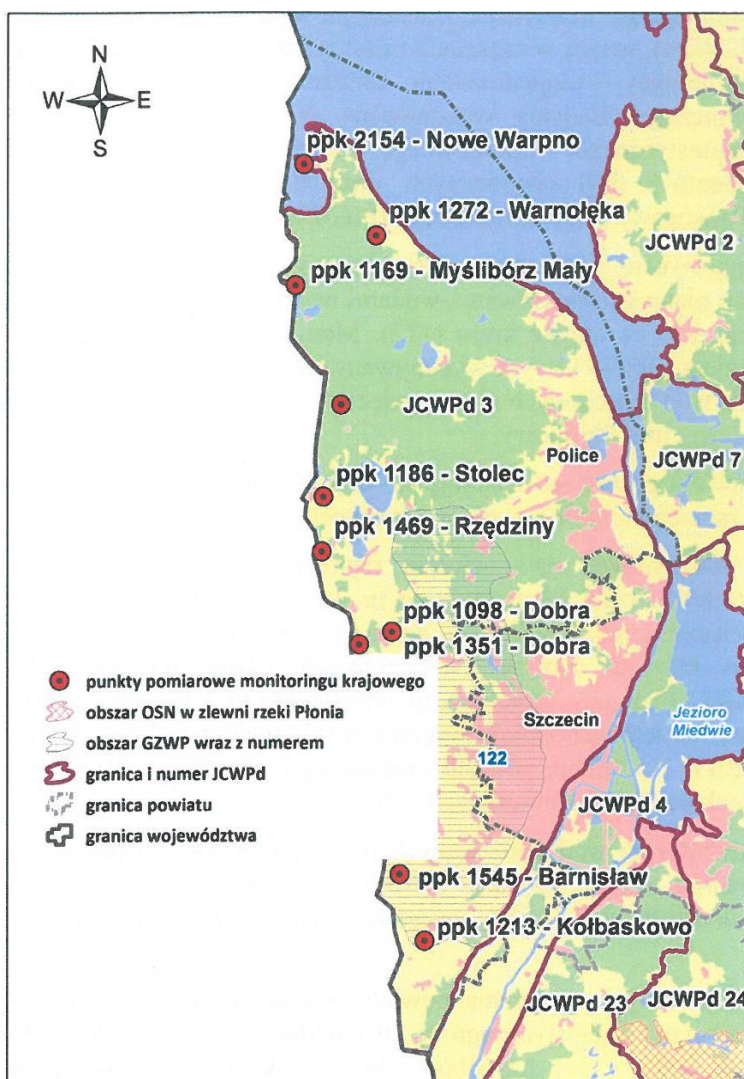 N
W E
S
ppk 2154 - Nowe Warpno
ppk 1272 - Warnołęka
JCWPd 2
ppk 1169 - Myślibórz Mały
JCWPd 3
Police
JCWPd 7
ppk 1186 - Stolec
ppk 1469 - Rzędziny
ppk 1098 - Dobra
ppk 1351 - Dobra
punkty pomiarowe monitoringu krajowego
obszar OSN w zlewni rzeki Płonia
obszar GZWP wraz z numerem
granica i numer JCWPd
granica powiatu
granica województwa
Szczecin
Jezioro
Miedwie
122
JCWPd 4
ppk 1545 - Barnisław
ppk 1213 - Kołbaskowo
JCWPd 23
JCWPd 24